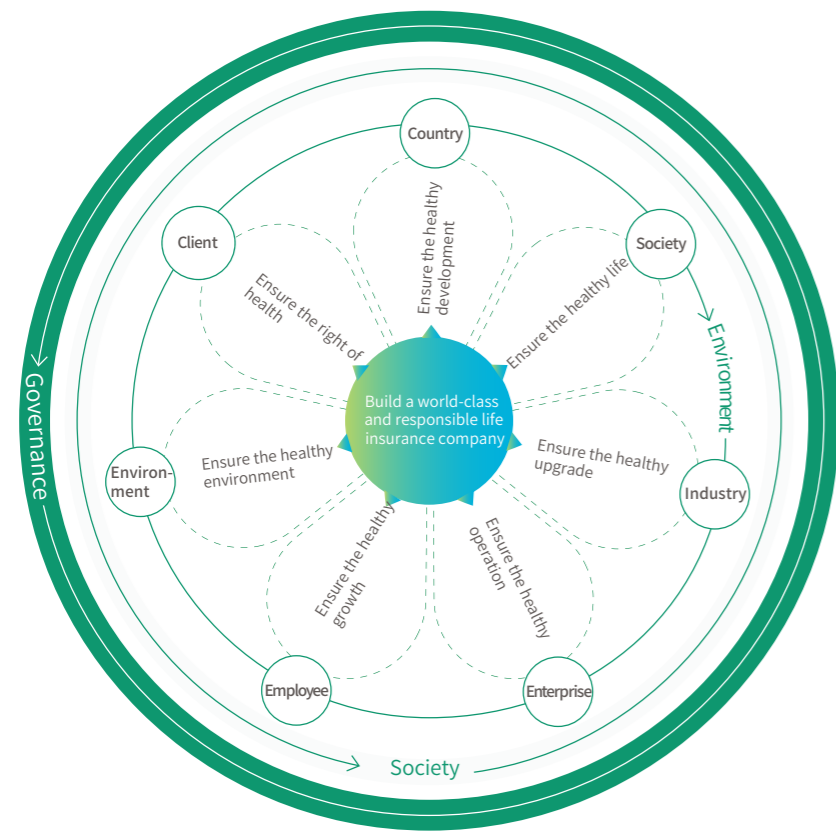 Country
Ensure the healthy
development
Client
Ensure the right of
health
Society
Ensure the healthy life
Environment
Governance
Build a world-class
and responsible life
insurance company
Environ-
ment
Ensure the healthy
environment
Ensure the healthy
upgrade
Industry
Ensure the healthy
growth
Ensure the healthy
operation
Employee
Enterprise
Society